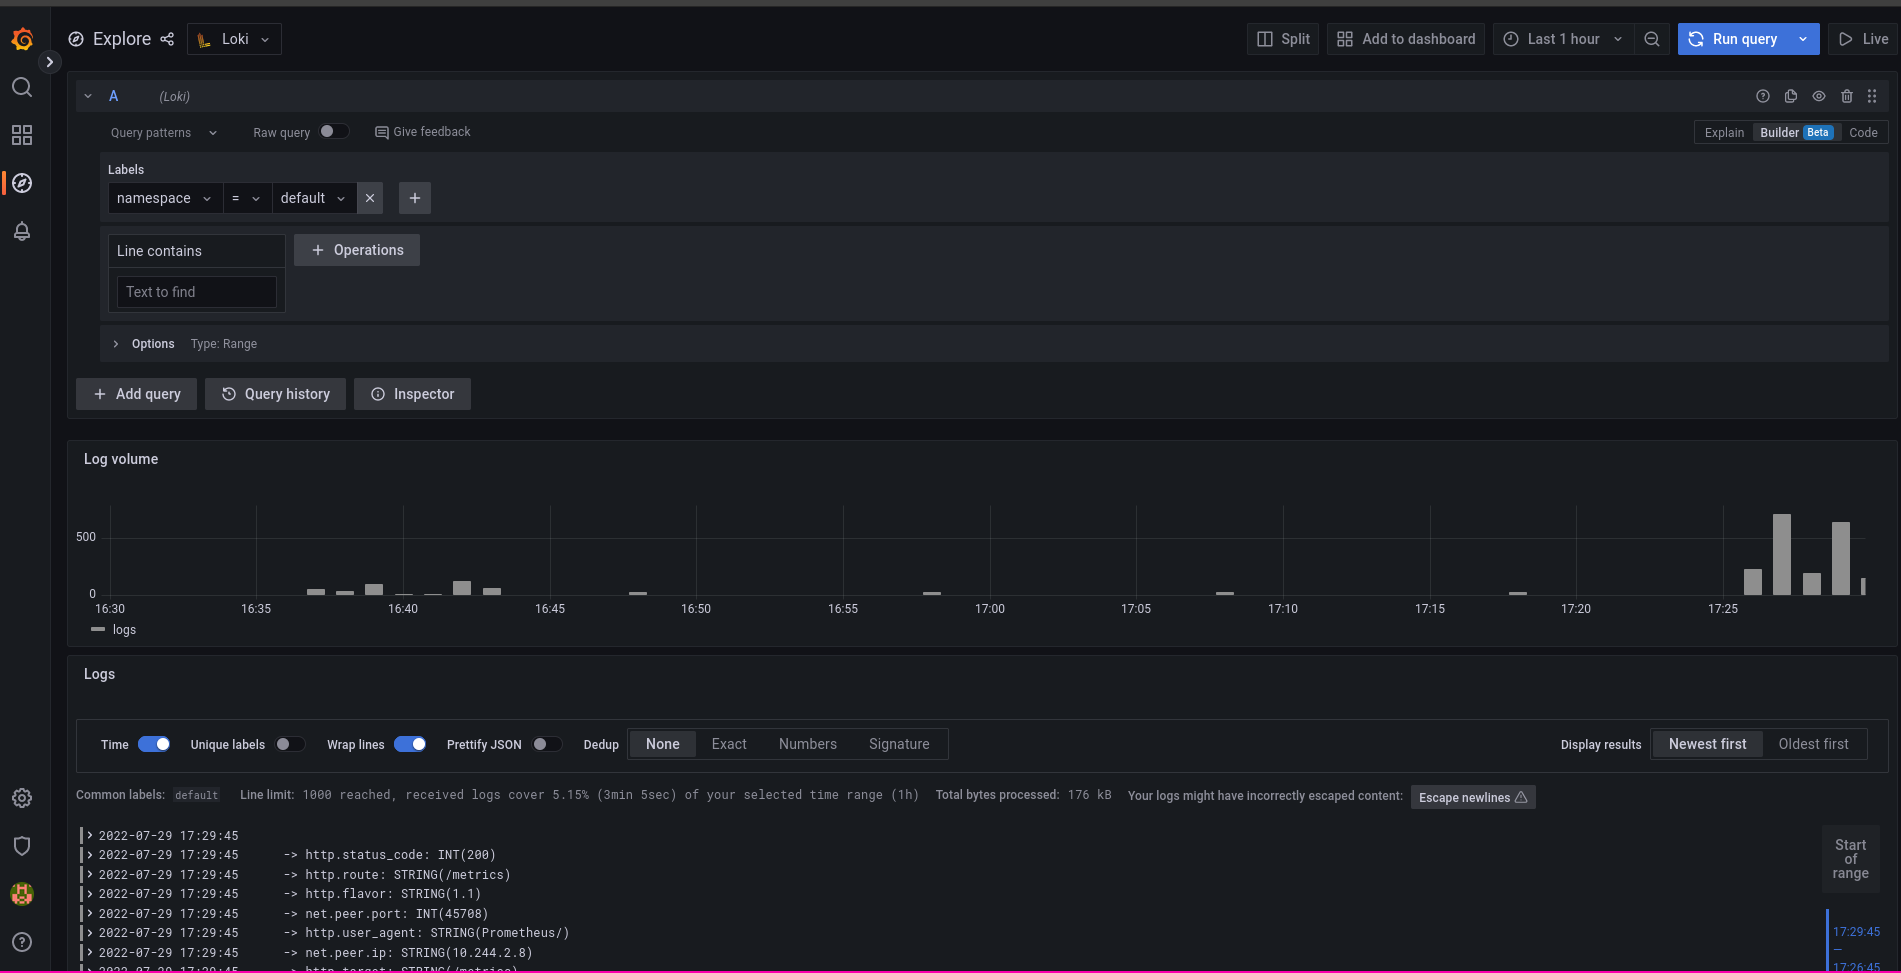 Explore Loki Split Add to dashboard Last 1 hour Run query Live
A (Loki)
Query patterns Raw query Give feedback Explain Builder Beta Code
Labels
namespace = default
Line contains + Operations
Text to find
Options Type: Range
+ Add query Query history Inspector
Log volume
500
0
16:30 16:35 16:40 16:45 16:50 16:55 17:00 17:05 17:10 17:15 17:20 17:25
logs
Logs
Time Unique labels Wrap lines Prettify JSON Dedup None Exact Numbers Signature Display results Newest first Oldest first
Common labels: default Line limit: 1000 reached, received logs cover 5.15% (3min 5sec) of your selected time range (1h) Total bytes processed: 176 kB Your logs might have incorrectly escaped content: Escape newlines
2022-07-29 17:29:45
2022-07-29 17:29:45 -> http.status_code: INT(200)
2022-07-29 17:29:45 -> http.route: STRING(/metrics)
2022-07-29 17:29:45 -> http.flavor: STRING(1.1)
2022-07-29 17:29:45 -> net.peer.port: INT(45708)
2022-07-29 17:29:45 -> http.user_agent: STRING(Prometheus/)
2022-07-29 17:29:45 -> net.peer.ip: STRING(10.244.2.8)
2022-07-29 17:29:45 -> http.target: STRING(/metrics)
Start
of
range
17:29:45
—
17:26:45